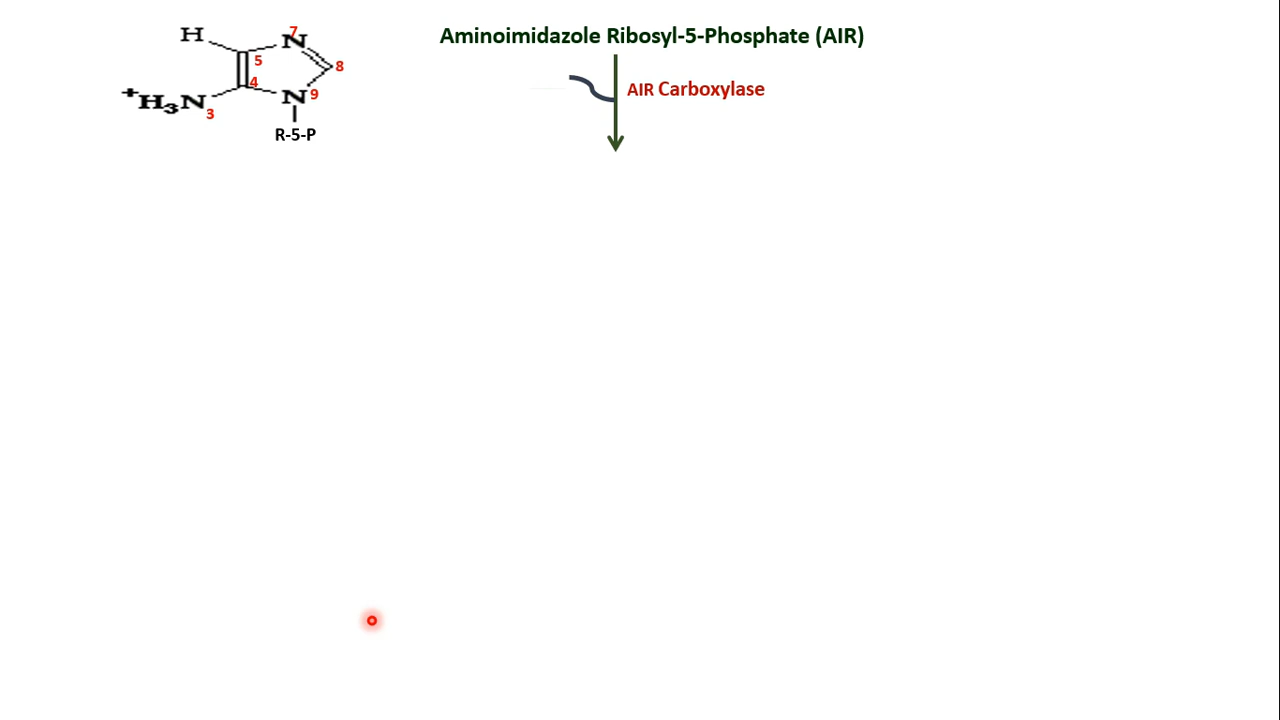 Aminoimidazole Ribosyl-5-Phosphate (AIR)
AIR Carboxylase
H
N
7
5
8
4
+H3N
3
N
9
R-5-P